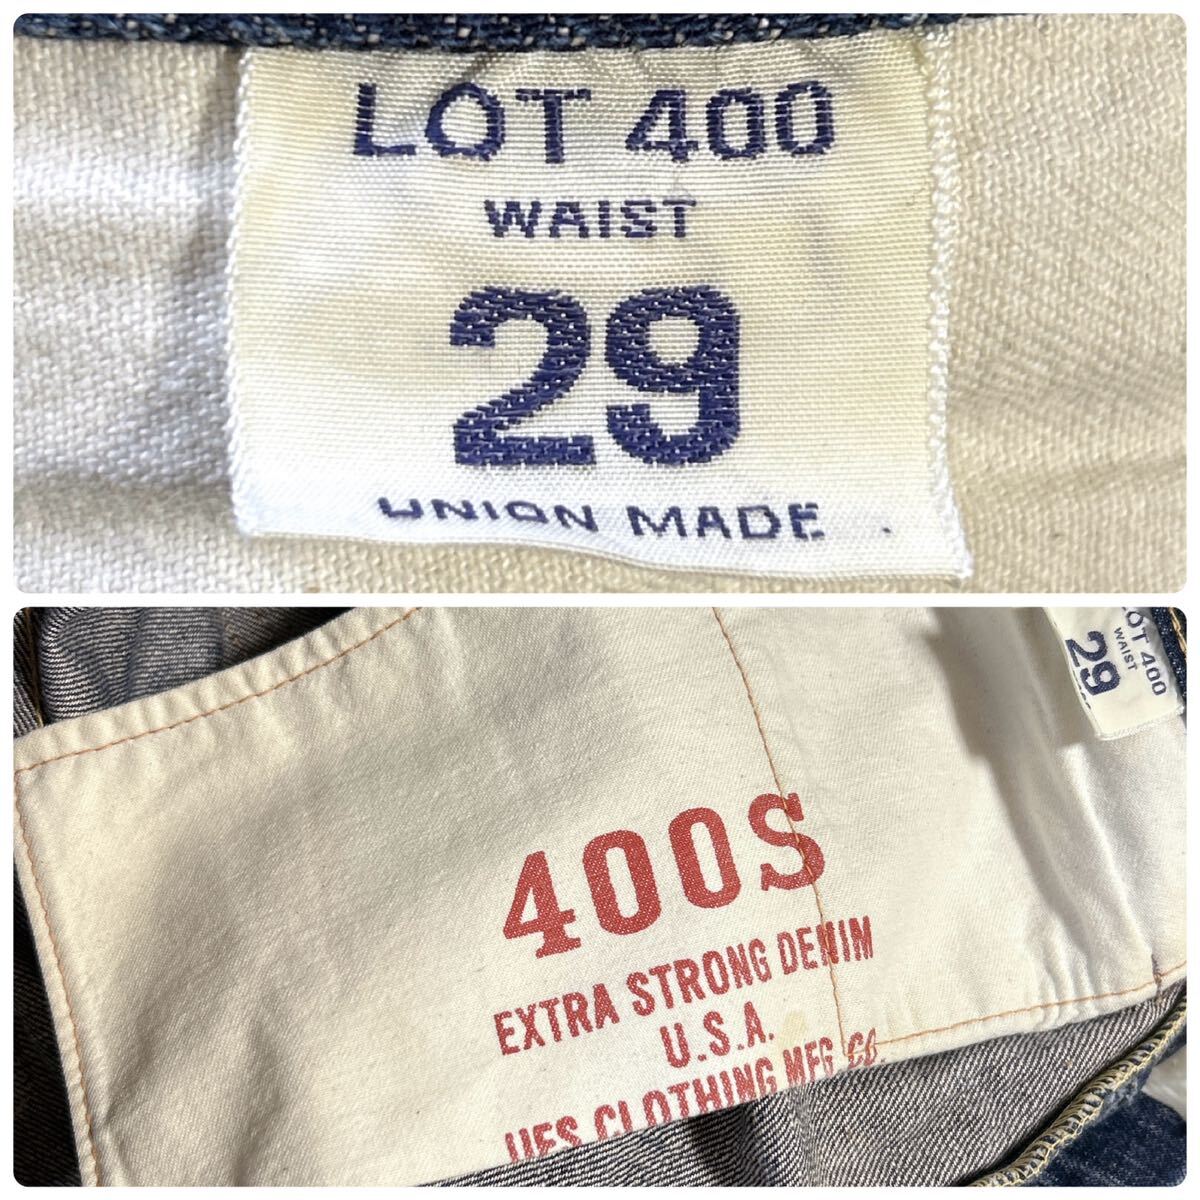 LOT 400
WAIST
29
UNION MADE
LOT 400
WAIST
29
400S
EXTRA STRONG DENIM
U.S.A.
UES CLOTHING MFG. CO.